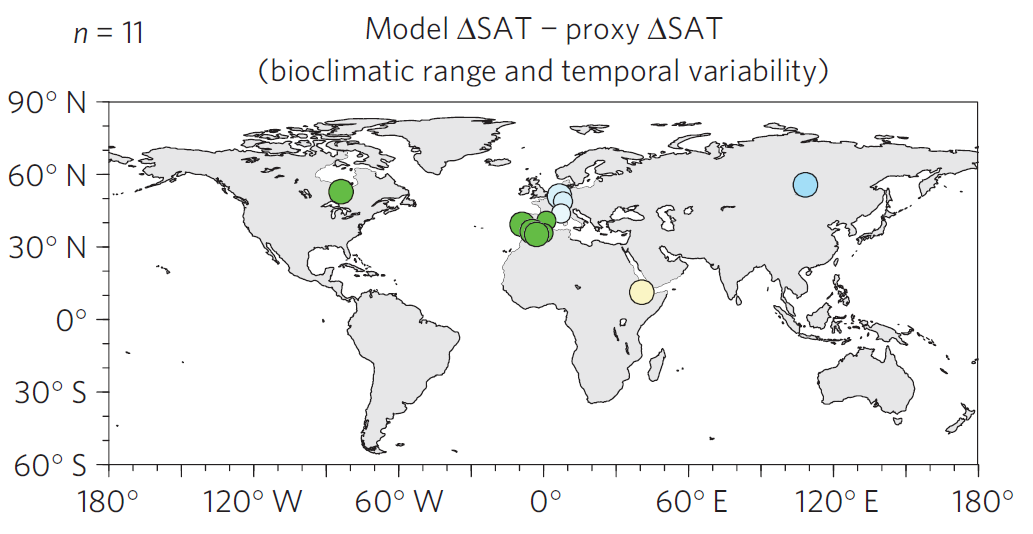 n = 11
Model ΔSAT – proxy ΔSAT
(bioclimatic range and temporal variability)
90° N
60° N
30° N
0°
30° S
60° S
180° 120° W 60° W 0° 60° E 120° E 180°